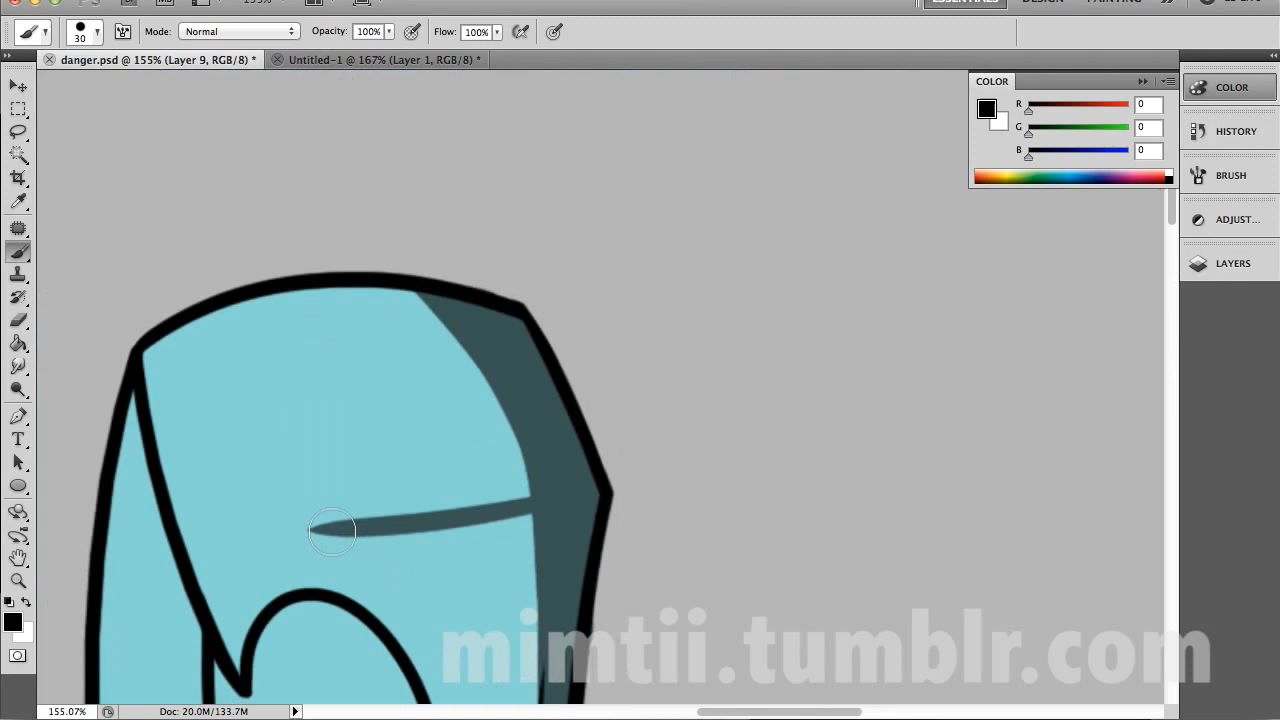 ESSENTIALS DESIGN PAINTING
30 Mode: Normal Opacity: 100% Flow: 100%
danger.psd @ 155% (Layer 9, RGB/8) * Untitled-1 @ 167% (Layer 1, RGB/8) *
COLOR
R 0
G 0
B 0
COLOR
HISTORY
BRUSH
ADJUST...
LAYERS
mimtii.tumblr.com
155.07% Doc: 20.0M/133.7M